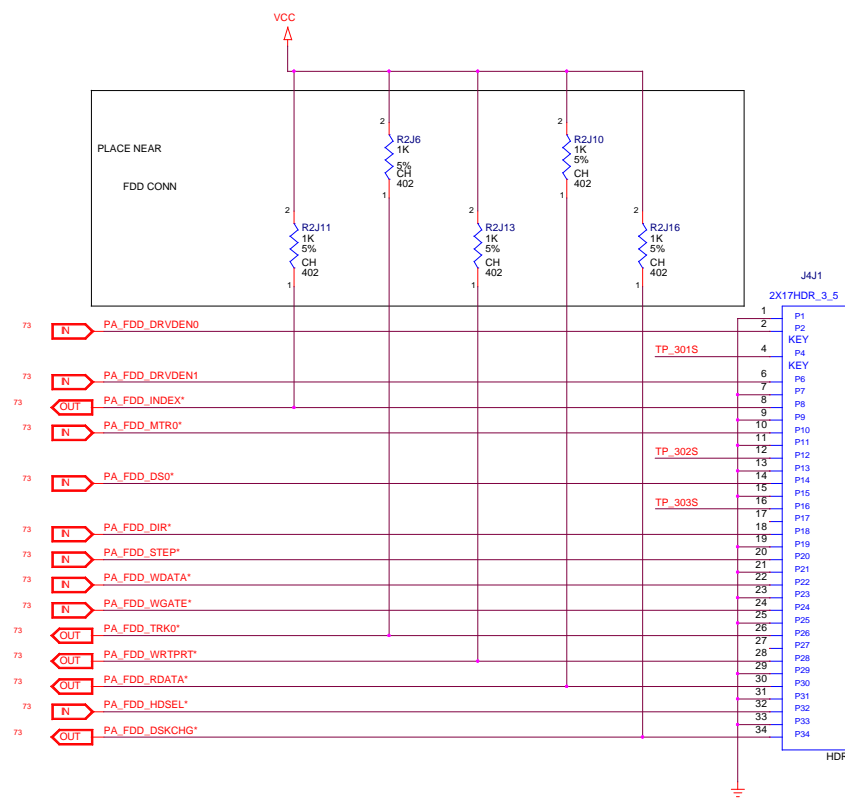 VCC
PLACE NEAR
FDD CONN
2
R2J6
1K
5%
CH
402
1
2
R2J10
1K
5%
CH
402
1
2
R2J11
1K
5%
CH
402
1
2
R2J13
1K
5%
CH
402
1
2
R2J16
1K
5%
CH
402
1
J4J1
2X17HDR_3_5
1 P1
73 IN PA_FDD_DRVDEN0 2 P2
KEY
TP_301S 4 P4
KEY
73 IN PA_FDD_DRVDEN1 6 P6
7 P7
73 OUT PA_FDD_INDEX* 8 P8
9 P9
73 IN PA_FDD_MTR0* 10 P10
11 P11
TP_302S 12 P12
13 P13
73 IN PA_FDD_DS0* 14 P14
15 P15
TP_303S 16 P16
17 P17
73 IN PA_FDD_DIR* 18 P18
19 P19
73 IN PA_FDD_STEP* 20 P20
21 P21
73 IN PA_FDD_WDATA* 22 P22
23 P23
73 IN PA_FDD_WGATE* 24 P24
25 P25
73 OUT PA_FDD_TRK0* 26 P26
27 P27
73 OUT PA_FDD_WRTPRT* 28 P28
29 P29
73 OUT PA_FDD_RDATA* 30 P30
31 P31
73 IN PA_FDD_HDSEL* 32 P32
33 P33
73 OUT PA_FDD_DSKCHG* 34 P34
HDR